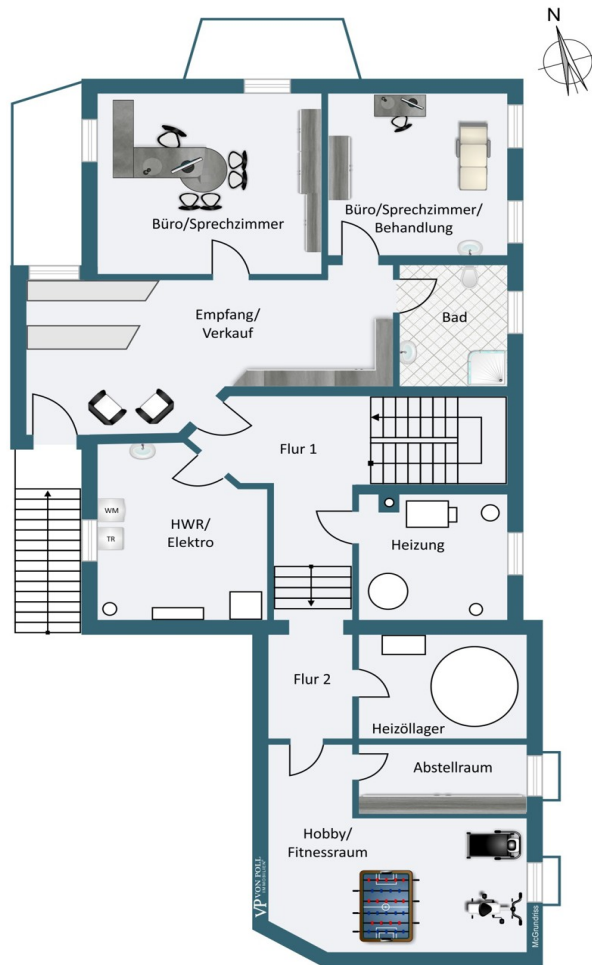 N
Büro/Sprechzimmer
Büro/Sprechzimmer/
Behandlung
Empfang/
Verkauf
Bad
Flur 1
HWR/
Elektro
WM
TR
Heizung
Flur 2
Heizöllager
Abstellraum
Hobby/
Fitnessraum
VP VON POLL
IMMOBILIEN
McGrundriss